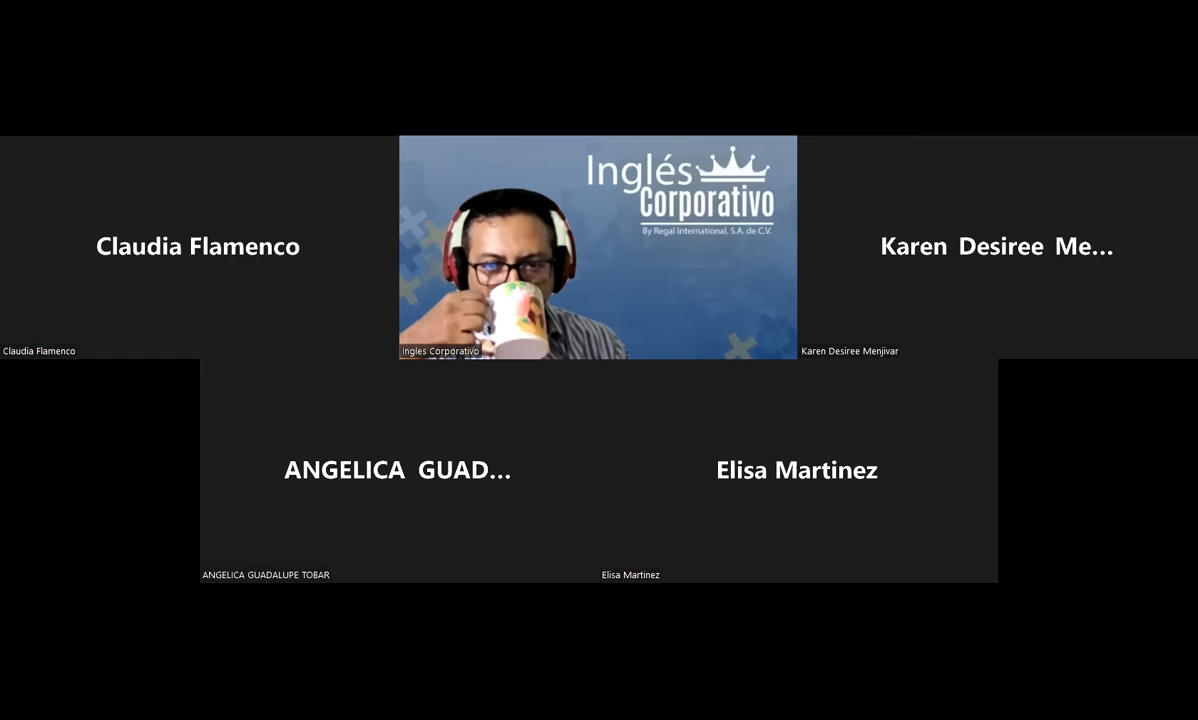 Claudia Flamenco
Claudia Flamenco
Inglés
Corporativo
By Regal International, S.A. de C.V.
Ingles Corporativo
Karen Desiree Me...
Karen Desiree Menjivar
ANGELICA GUAD...
ANGELICA GUADALUPE TOBAR
Elisa Martinez
Elisa Martinez